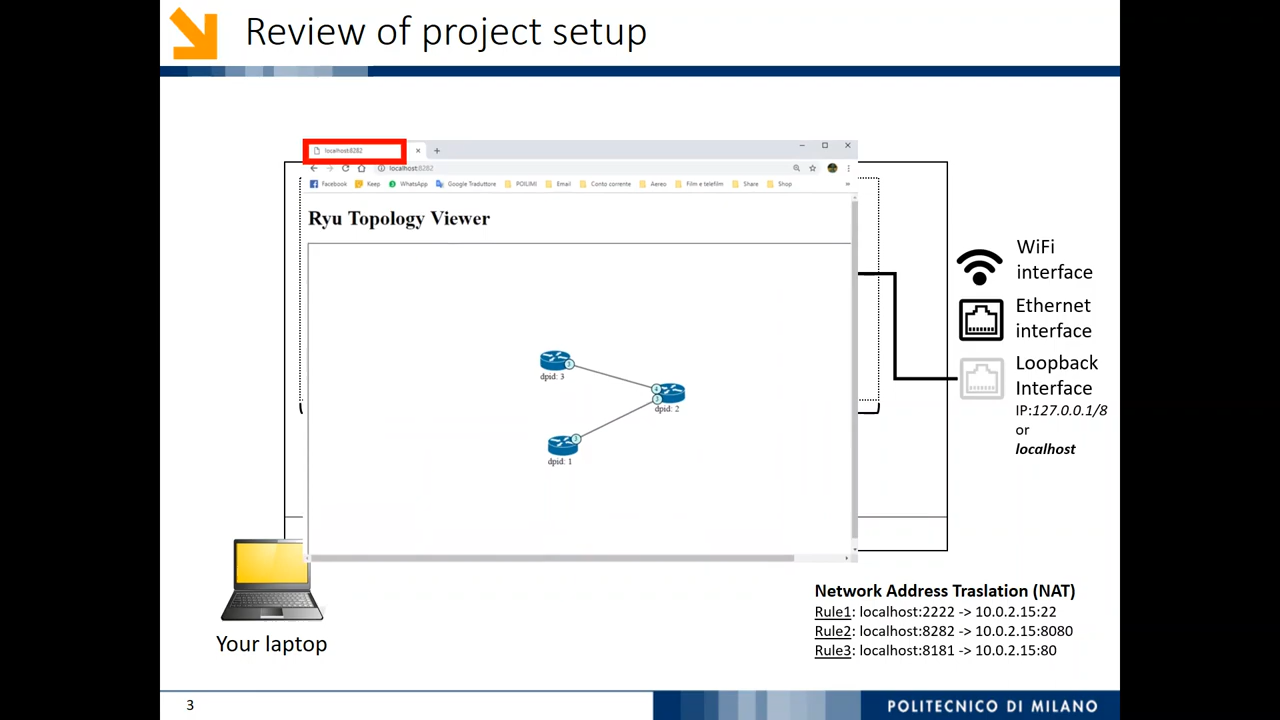 Review of project setup
localhost:8282
localhost:8282
Facebook Keep WhatsApp Google Traduttore POLIMI Email Conto corrente Aereo Film e telefilm Share Shop »
Ryu Topology Viewer
3
dpid: 3
4
3
dpid: 2
3
dpid: 1
WiFi
interface
Ethernet
interface
Loopback
Interface
IP:127.0.0.1/8
or
localhost
Your laptop
Network Address Traslation (NAT)
Rule1: localhost:2222 -> 10.0.2.15:22
Rule2: localhost:8282 -> 10.0.2.15:8080
Rule3: localhost:8181 -> 10.0.2.15:80
3
POLITECNICO DI MILANO